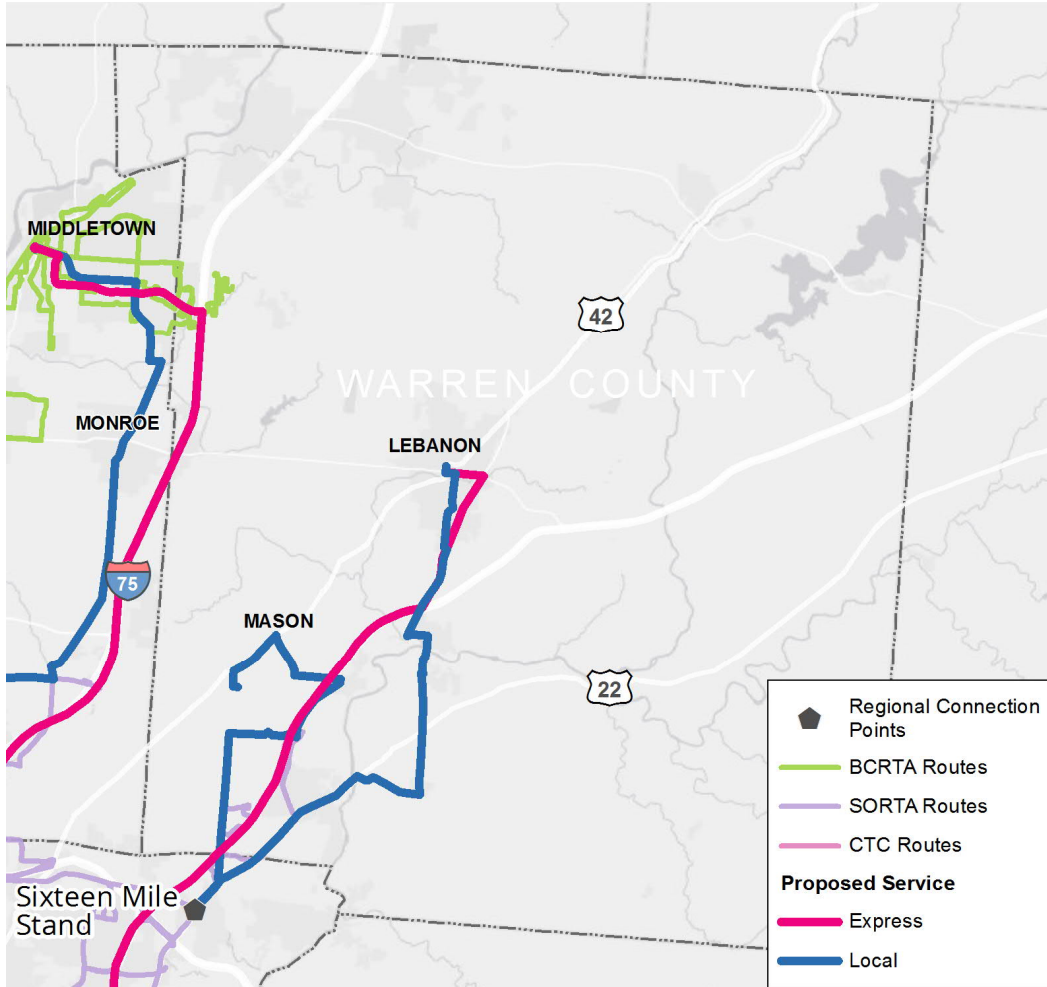 MIDDLETOWN
42
WARREN COUNTY
MONROE
LEBANON
75
MASON
22
Sixteen Mile
Stand
Regional Connection
Points
BCRTA Routes
SORTA Routes
CTC Routes
Proposed Service
Express
Local